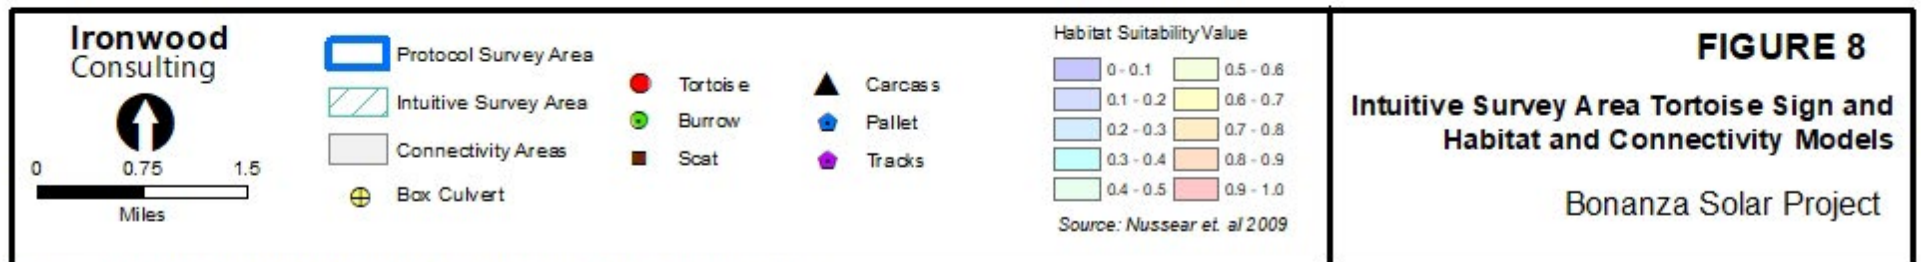 Ironwood
Consulting
0 0.75 1.5
Miles
Protocol Survey Area
Intuitive Survey Area
Connectivity Areas
Box Culvert
Tortoise
Burrow
Scat
Carcass
Pallet
Tracks
Habitat Suitability Value
0 - 0.1
0.1 - 0.2
0.2 - 0.3
0.3 - 0.4
0.4 - 0.5
0.5 - 0.6
0.6 - 0.7
0.7 - 0.8
0.8 - 0.9
0.9 - 1.0
Source: Nussear et. al 2009
FIGURE 8
Intuitive Survey Area Tortoise Sign and
Habitat and Connectivity Models
Bonanza Solar Project